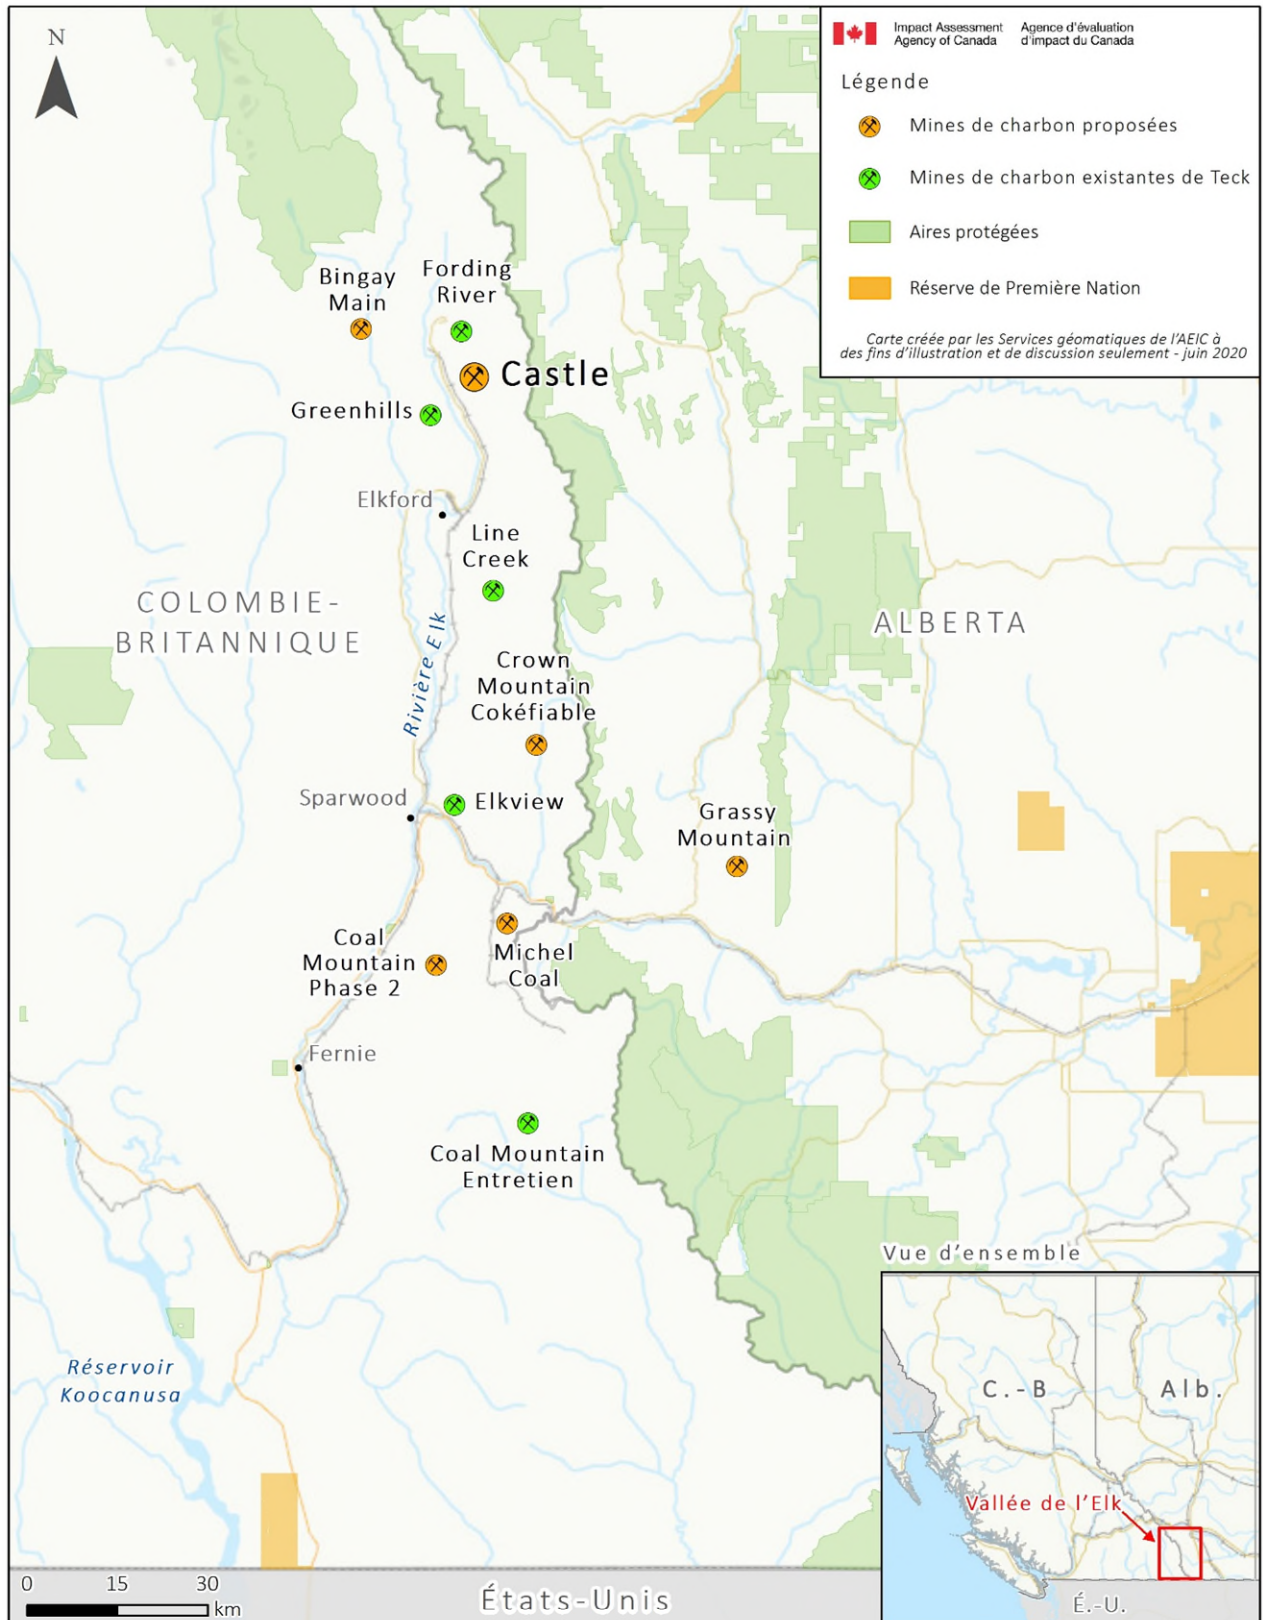 N
Impact Assessment
Agency of Canada
Agence d'évaluation
d'impact du Canada
Légende
Mines de charbon proposées
Mines de charbon existantes de Teck
Aires protégées
Réserve de Première Nation
Carte créée par les Services géomatiques de l'AEIC à
des fins d'illustration et de discussion seulement - juin 2020
Bingay
Main
Fording
River
Castle
Greenhills
Elkford
Line
Creek
COLOMBIE-
BRITANNIQUE
ALBERTA
Rivière Elk
Crown
Mountain
Cokéfiable
Sparwood
Elkview
Grassy
Mountain
Coal
Mountain
Phase 2
Michel
Coal
Fernie
Coal Mountain
Entretien
Vue d'ensemble
Réservoir
Koocanusa
C.-B
Alb.
Vallée de l'Elk
É.-U.
0 15 30
km
États-Unis